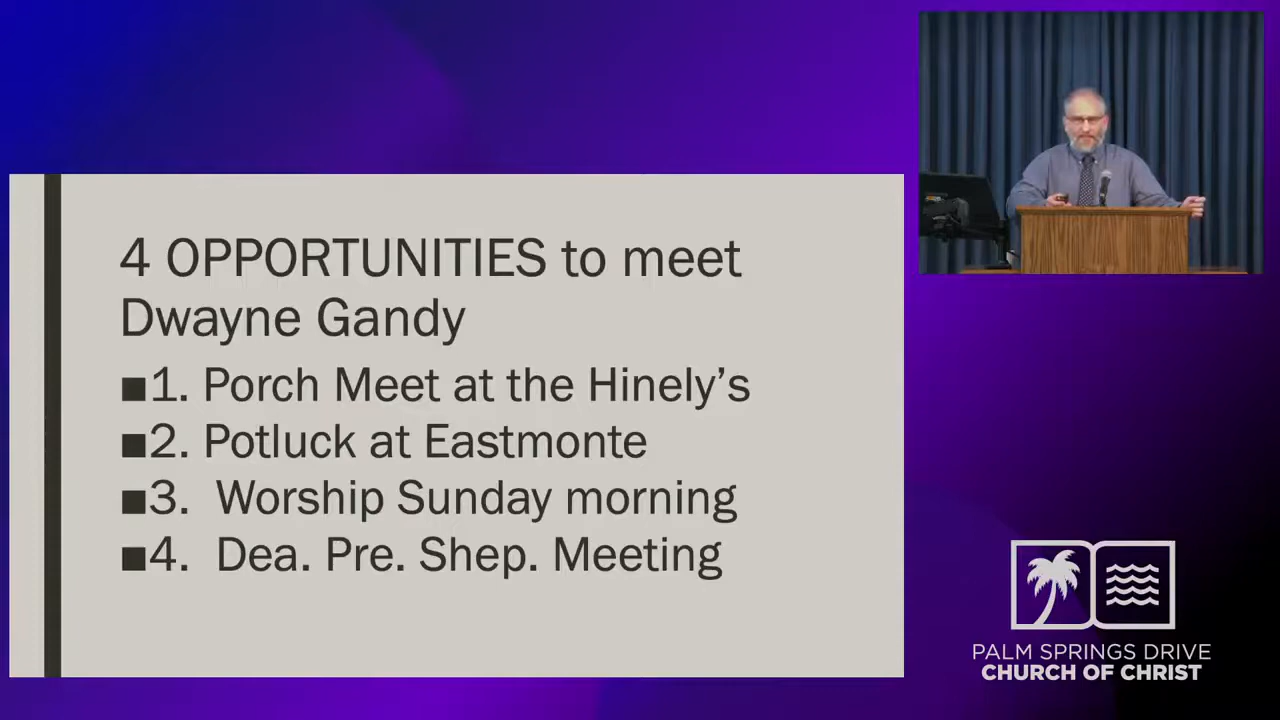 4 OPPORTUNITIES to meet
Dwayne Gandy
■1. Porch Meet at the Hinely’s
■2. Potluck at Eastmonte
■3. Worship Sunday morning
■4. Dea. Pre. Shep. Meeting
PALM SPRINGS DRIVE
CHURCH OF CHRIST